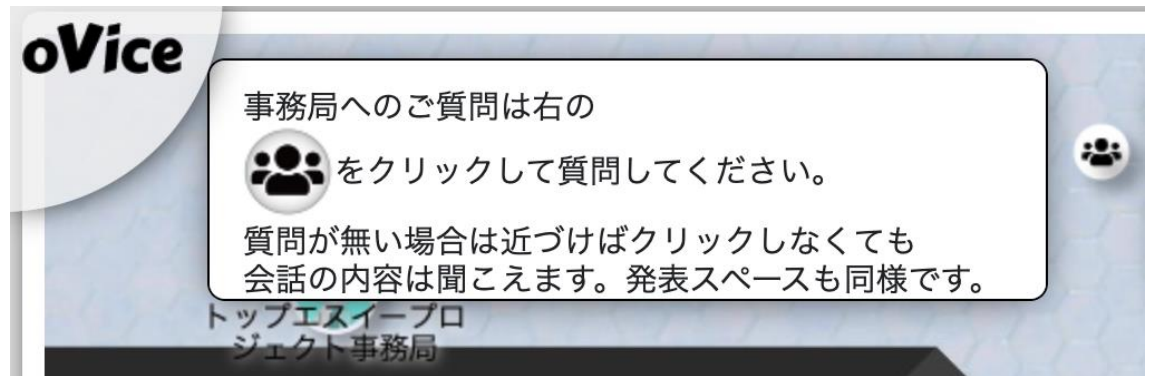 oVice
事務局へのご質問は右の
をクリックして質問してください。
質問が無い場合は近づけばクリックしなくても
会話の内容は聞こえます。発表スペースも同様です。
トップエスイープロ
ジェクト事務局